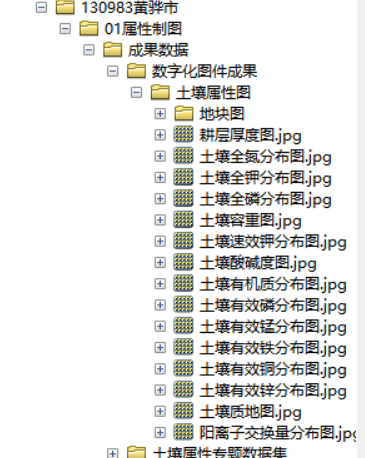 130983黄骅市
01属性制图
成果数据
数字化图件成果
土壤属性图
地块图
耕层厚度图.jpg
土壤全氮分布图.jpg
土壤全钾分布图.jpg
土壤全磷分布图.jpg
土壤容重图.jpg
土壤速效钾分布图.jpg
土壤酸碱度图.jpg
土壤有机质分布图.jpg
土壤有效磷分布图.jpg
土壤有效锰分布图.jpg
土壤有效铁分布图.jpg
土壤有效铜分布图.jpg
土壤有效锌分布图.jpg
土壤质地图.jpg
阳离子交换量分布图.jpg
土壤属性专题数据集